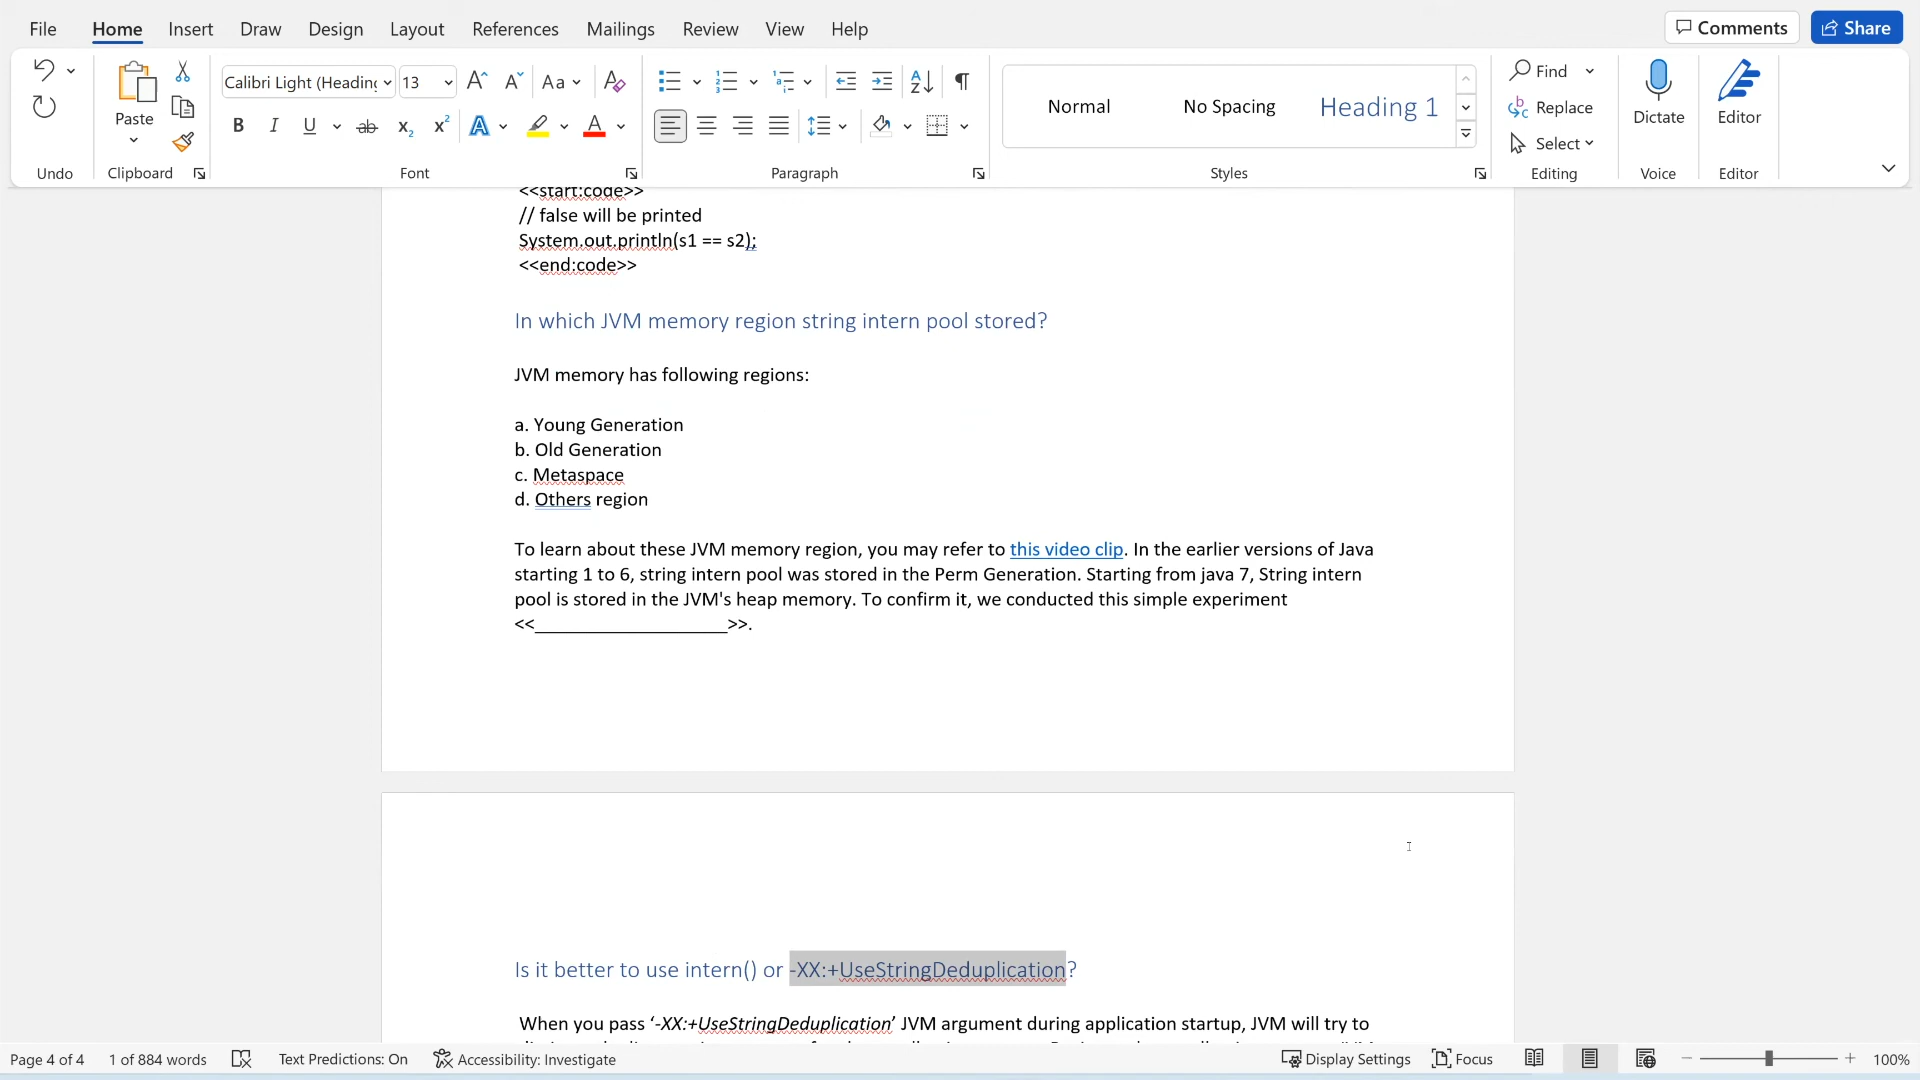 File Home Insert Draw Design Layout References Mailings Review View Help Comments Share
Calibri Light (Heading 13 Aa
Paste
Normal No Spacing Heading 1
Find
Replace
Select
Dictate Editor
Undo Clipboard Font Paragraph Styles Editing Voice Editor
<<start:code>>
// false will be printed
System.out.println(s1 == s2);
<<end:code>>
In which JVM memory region string intern pool stored?
JVM memory has following regions:
a. Young Generation
b. Old Generation
c. Metaspace
d. Others region
To learn about these JVM memory region, you may refer to this video clip. In the earlier versions of Java
starting 1 to 6, string intern pool was stored in the Perm Generation. Starting from java 7, String intern
pool is stored in the JVM's heap memory. To confirm it, we conducted this simple experiment
<<____________________>>.
Is it better to use intern() or -XX:+UseStringDeduplication?
When you pass ‘-XX:+UseStringDeduplication’ JVM argument during application startup, JVM will try to
Page 4 of 4 1 of 884 words Text Predictions: On Accessibility: Investigate Display Settings Focus 100%